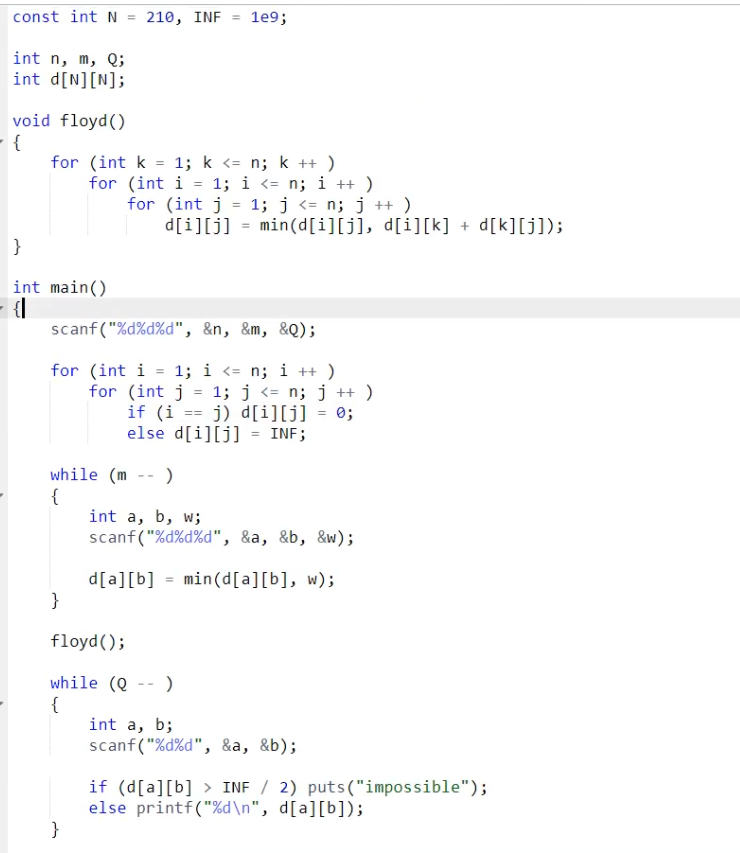 const int N = 210, INF = 1e9;
int n, m, Q;
int d[N][N];
void floyd()
{
    for (int k = 1; k <= n; k ++ )
        for (int i = 1; i <= n; i ++ )
            for (int j = 1; j <= n; j ++ )
                d[i][j] = min(d[i][j], d[i][k] + d[k][j]);
}
int main()
{
    scanf("%d%d%d", &n, &m, &Q);
    for (int i = 1; i <= n; i ++ )
        for (int j = 1; j <= n; j ++ )
            if (i == j) d[i][j] = 0;
            else d[i][j] = INF;
    while (m -- )
    {
        int a, b, w;
        scanf("%d%d%d", &a, &b, &w);
        d[a][b] = min(d[a][b], w);
    }
    floyd();
    while (Q -- )
    {
        int a, b;
        scanf("%d%d", &a, &b);
        if (d[a][b] > INF / 2) puts("impossible");
        else printf("%d\n", d[a][b]);
    }